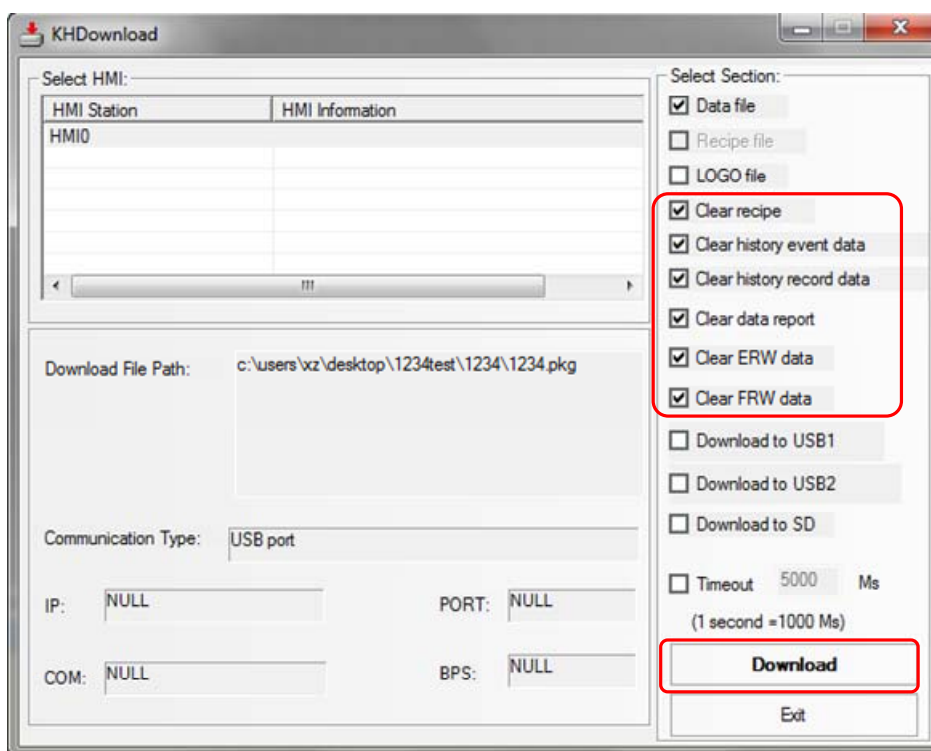 KHDownload
Select HMI:
HMI Station HMI Information
HMI0
Download File Path: c:\users\xz\desktop\1234test\1234\1234.pkg
Communication Type: USB port
IP: NULL PORT: NULL
COM: NULL BPS: NULL
Select Section:
Data file
Recipe file
LOGO file
Clear recipe
Clear history event data
Clear history record data
Clear data report
Clear ERW data
Clear FRW data
Download to USB1
Download to USB2
Download to SD
Timeout 5000 Ms
(1 second =1000 Ms)
Download
Exit